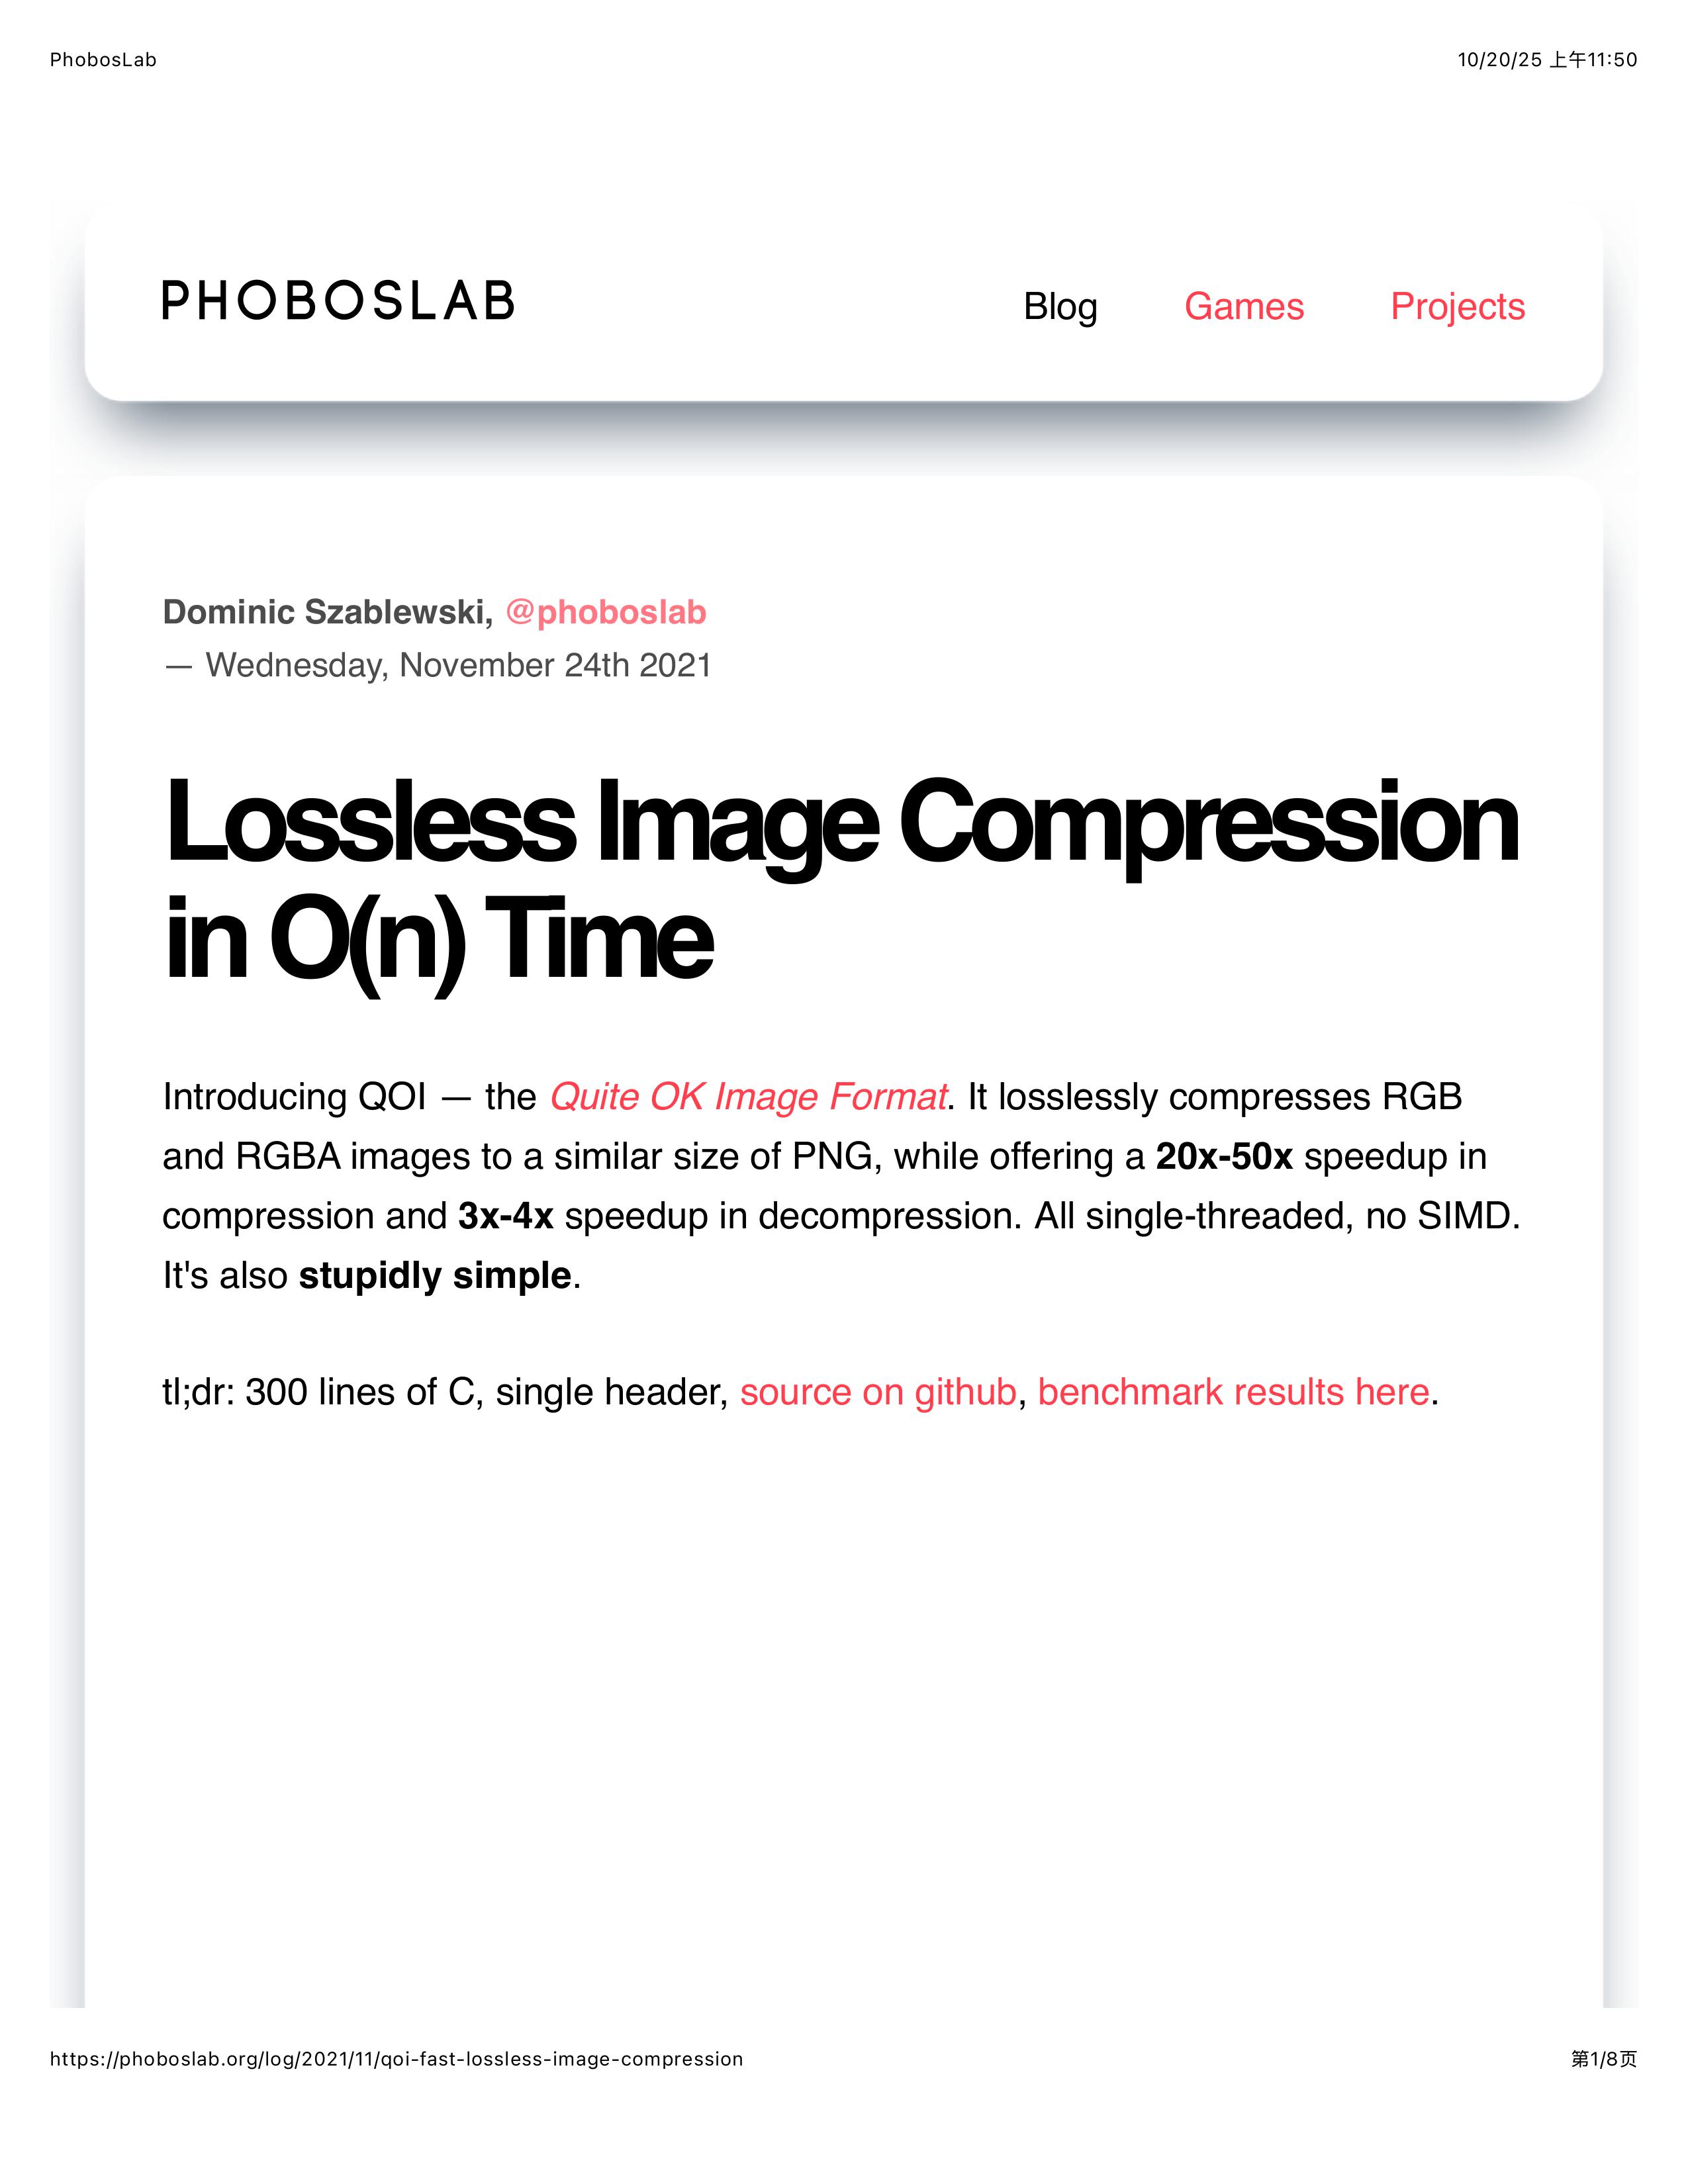 PhobosLab
10/20/25 上午11:50
PHOBOSLAB
Blog
Games
Projects
Dominic Szablewski, @phoboslab
— Wednesday, November 24th 2021
Lossless Image Compression
in O(n) Time
Introducing QOI — the Quite OK Image Format. It losslessly compresses RGB
and RGBA images to a similar size of PNG, while offering a 20x-50x speedup in
compression and 3x-4x speedup in decompression. All single-threaded, no SIMD.
It's also stupidly simple.
tl;dr: 300 lines of C, single header, source on github, benchmark results here.
https://phoboslab.org/log/2021/11/qoi-fast-lossless-image-compression
第1/8页